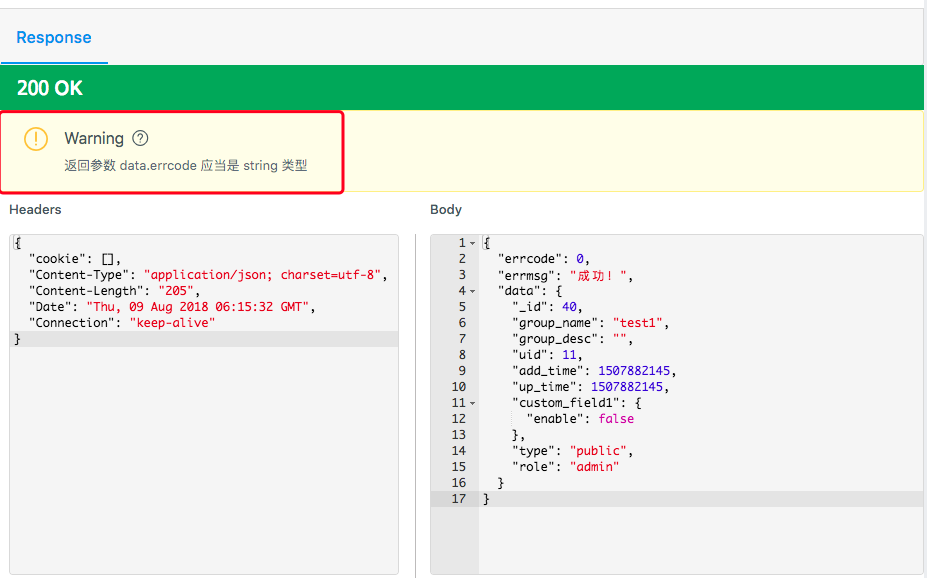 Response
200 OK
Warning
返回参数 data.errcode 应当是 string 类型
Headers
{
  "cookie": [],
  "Content-Type": "application/json; charset=utf-8",
  "Content-Length": "205",
  "Date": "Thu, 09 Aug 2018 06:15:32 GMT",
  "Connection": "keep-alive"
}
Body
1 {
2   "errcode": 0,
3   "errmsg": "成功！",
4   "data": {
5     "_id": 40,
6     "group_name": "test1",
7     "group_desc": "",
8     "uid": 11,
9     "add_time": 1507882145,
10     "up_time": 1507882145,
11     "custom_field1": {
12       "enable": false
13     },
14     "type": "public",
15     "role": "admin"
16   }
17 }